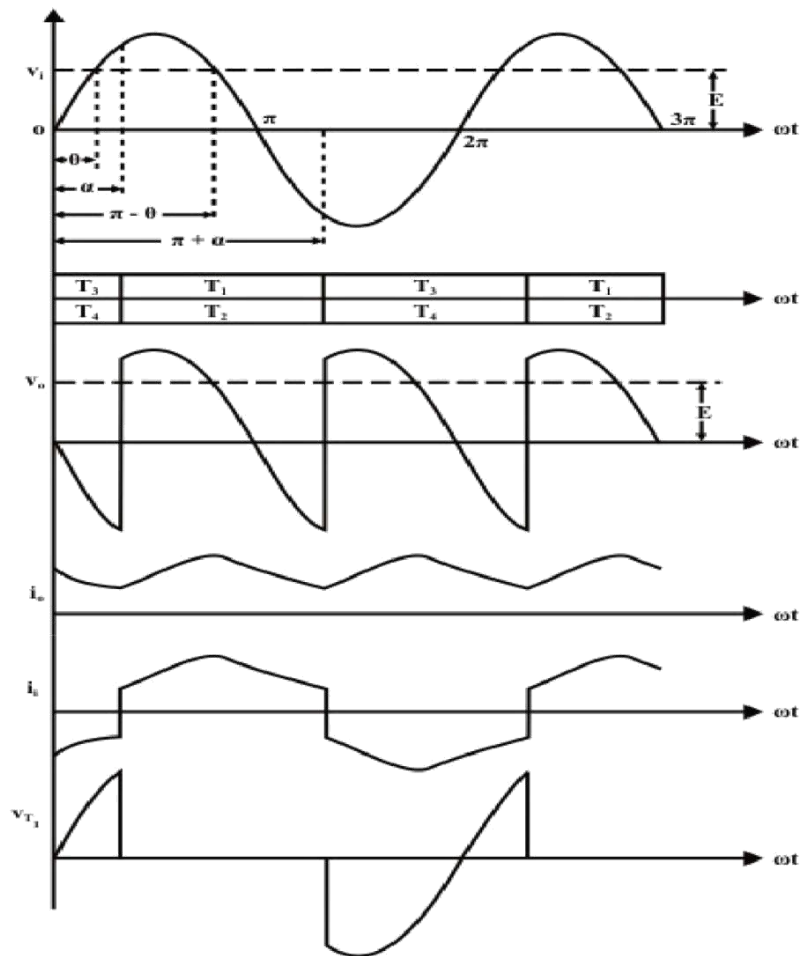 vᵢ
E
o
π
2π
3π
ωt
θ
α
π - θ
π + α
T₃ T₁ T₃ T₁
ωt
T₄ T₂ T₄ T₂
vₒ
E
ωt
iₒ
ωt
iᵢ
ωt
v_T₁
ωt